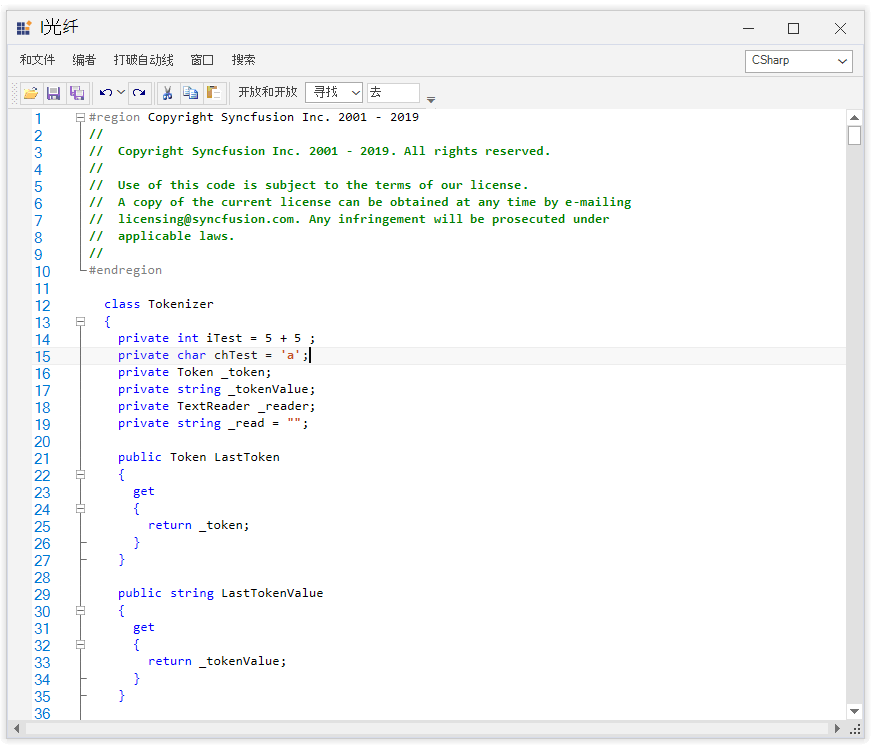 I光纤
和文件 编者 打破自动线 窗口 搜索 CSharp
开放和开放 寻找 去
1 #region Copyright Syncfusion Inc. 2001 - 2019
2 //
3 //  Copyright Syncfusion Inc. 2001 - 2019. All rights reserved.
4 //
5 //  Use of this code is subject to the terms of our license.
6 //  A copy of the current license can be obtained at any time by e-mailing
7 //  licensing@syncfusion.com. Any infringement will be prosecuted under
8 //  applicable laws.
9 //
10 #endregion
11
12 class Tokenizer
13 {
14 private int iTest = 5 + 5 ;
15 private char chTest = 'a';
16 private Token _token;
17 private string _tokenValue;
18 private TextReader _reader;
19 private string _read = "";
20
21 public Token LastToken
22 {
23 get
24 {
25 return _token;
26 }
27 }
28
29 public string LastTokenValue
30 {
31 get
32 {
33 return _tokenValue;
34 }
35 }
36